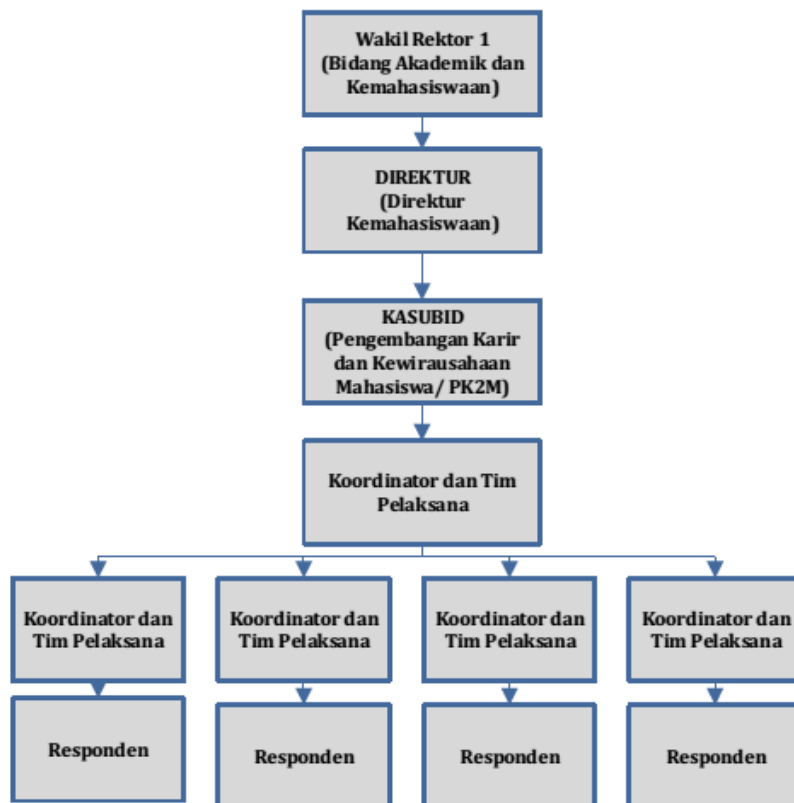 Wakil Rektor 1
(Bidang Akademik dan
Kemahasiswaan)
DIREKTUR
(Direktur
Kemahasiswaan)
KASUBID
(Pengembangan Karir
dan Kewirausahaan
Mahasiswa/ PK2M)
Koordinator dan Tim
Pelaksana
Koordinator dan
Tim Pelaksana
Koordinator dan
Tim Pelaksana
Koordinator dan
Tim Pelaksana
Koordinator dan
Tim Pelaksana
Responden
Responden
Responden
Responden